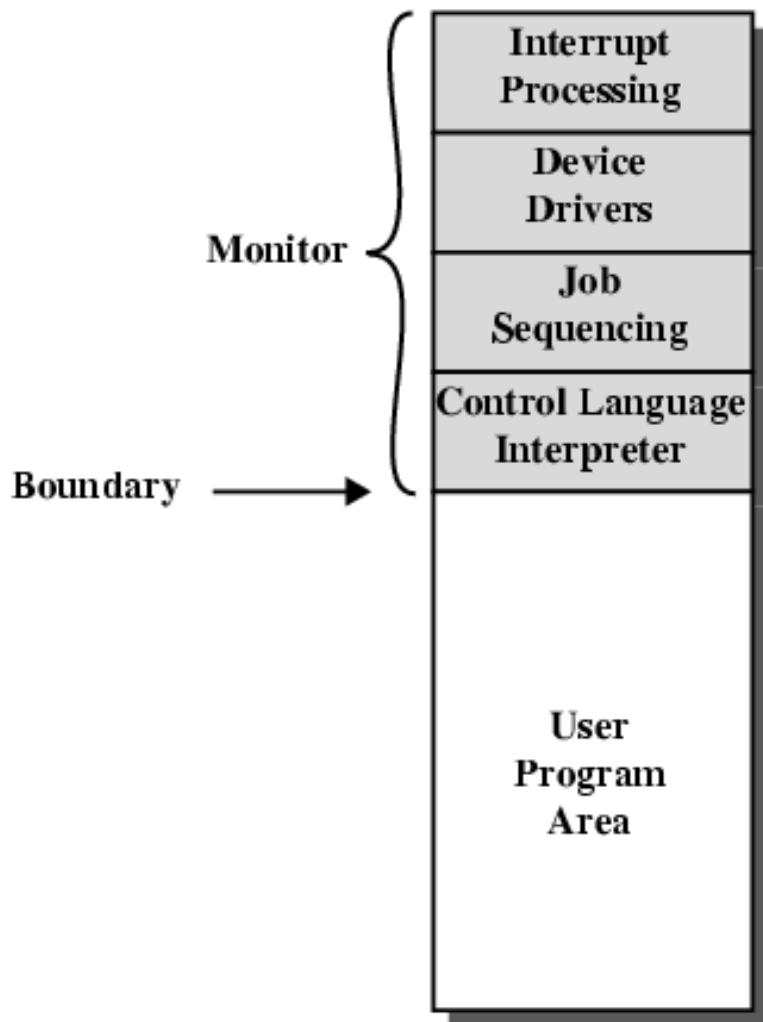 Interrupt
Processing
Device
Drivers
Monitor
Job
Sequencing
Control Language
Interpreter
Boundary
User
Program
Area